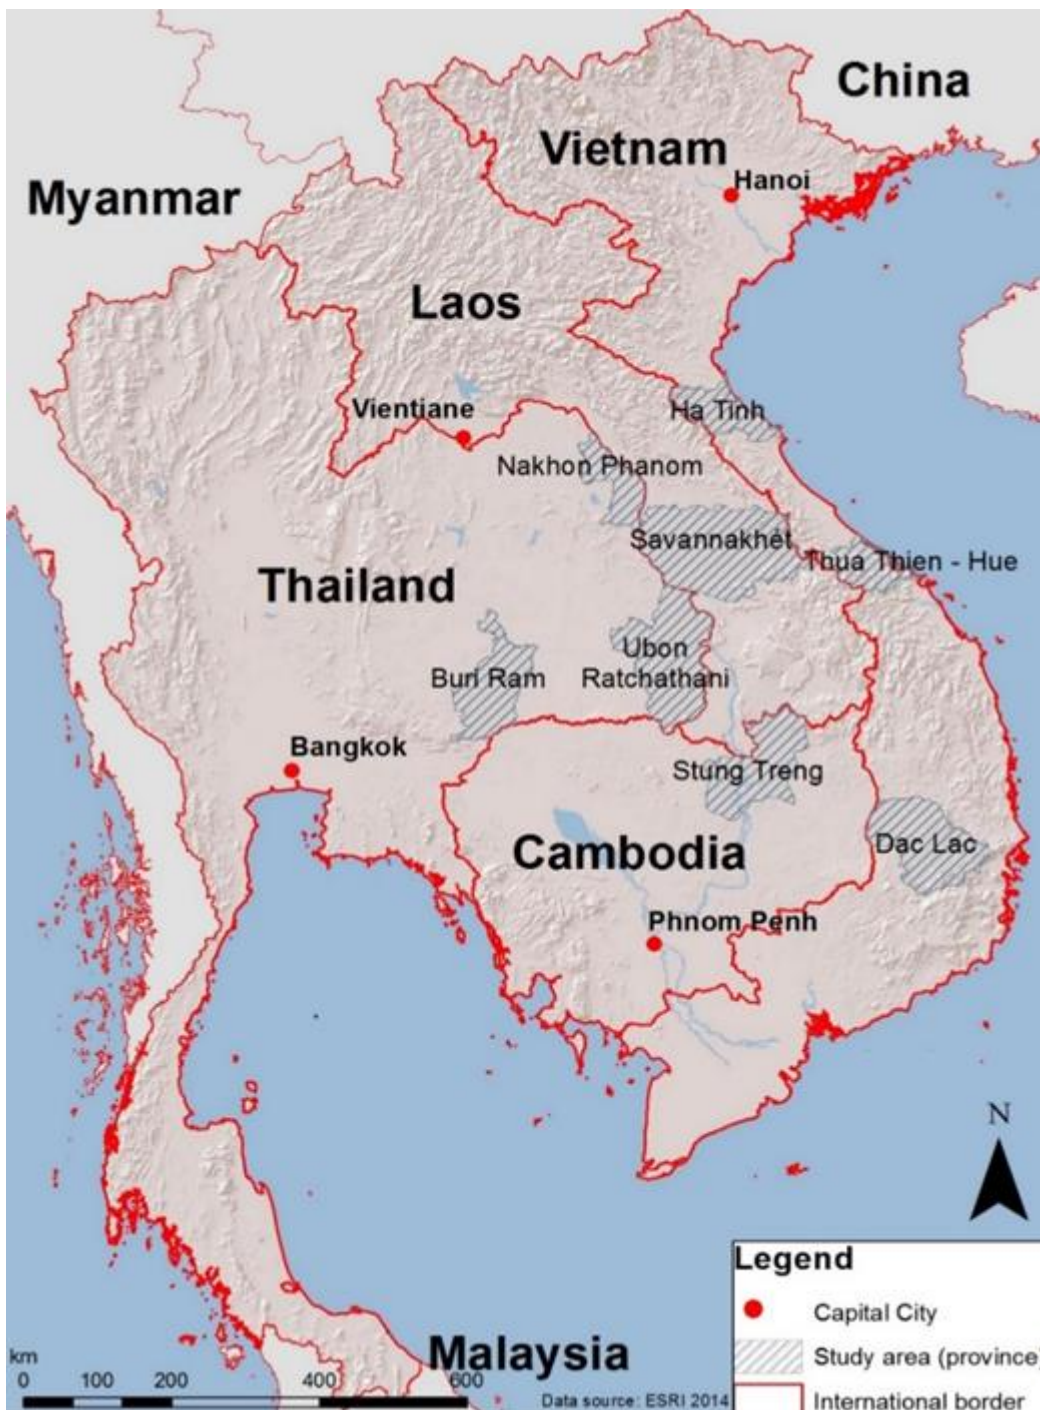 China
Vietnam
Hanoi
Myanmar
Laos
Vientiane
Ha Tinh
Nakhon Phanom
Savannakhét
Thua Thien - Hue
Thailand
Ubon
Ratchathani
Buri Ram
Bangkok
Stung Treng
Cambodia
Dac Lac
Phnom Penh
N
Legend
Capital City
Study area (province)
International border
Malaysia
km
0 100 200 400 600
Data source: ESRI 2014